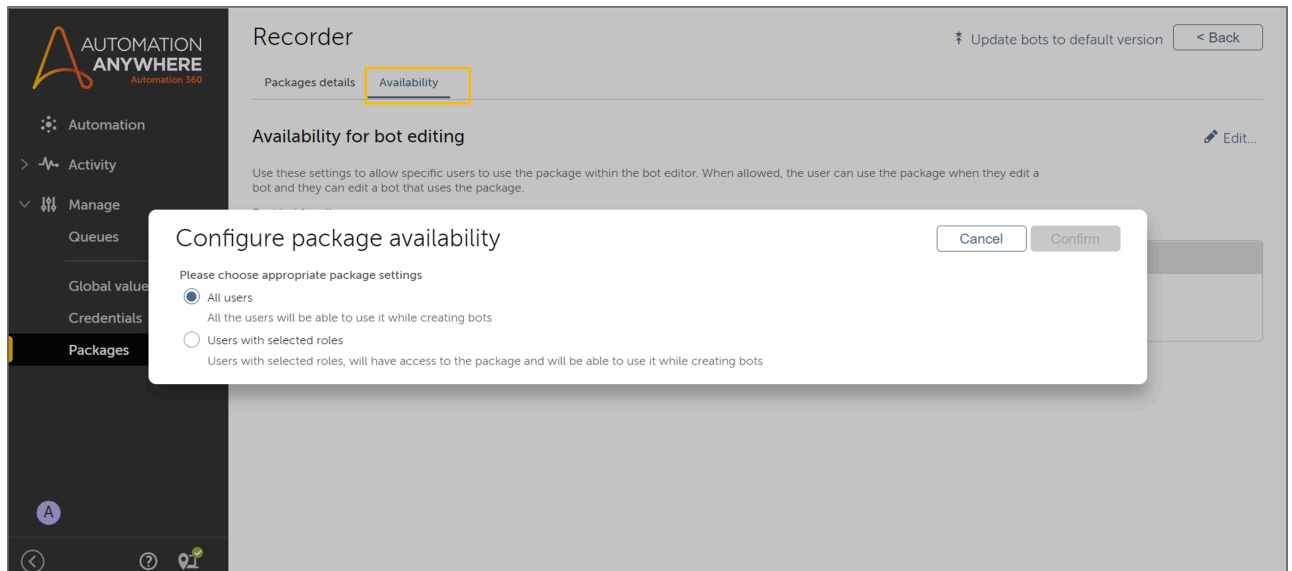 AUTOMATION
ANYWHERE
Automation 360
Automation
Activity
Manage
Queues
Global value
Credentials
Packages
A
Recorder
Update bots to default version
< Back
Packages details
Availability
Availability for bot editing
Edit...
Use these settings to allow specific users to use the package within the bot editor. When allowed, the user can use the package when they edit a
bot and they can edit a bot that uses the package.
Configure package availability
Cancel
Confirm
Please choose appropriate package settings
All users
All the users will be able to use it while creating bots
Users with selected roles
Users with selected roles, will have access to the package and will be able to use it while creating bots